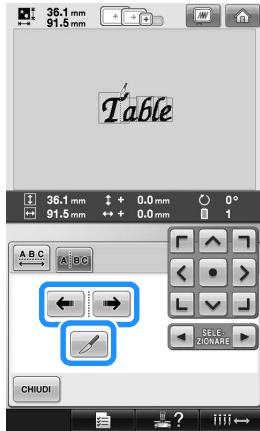 36.1 mm
91.5 mm
Table
36.1 mm 0.0 mm 0°
91.5 mm 0.0 mm 1
ABC A BC
SELE-
ZIONARE
CHIUDI
?